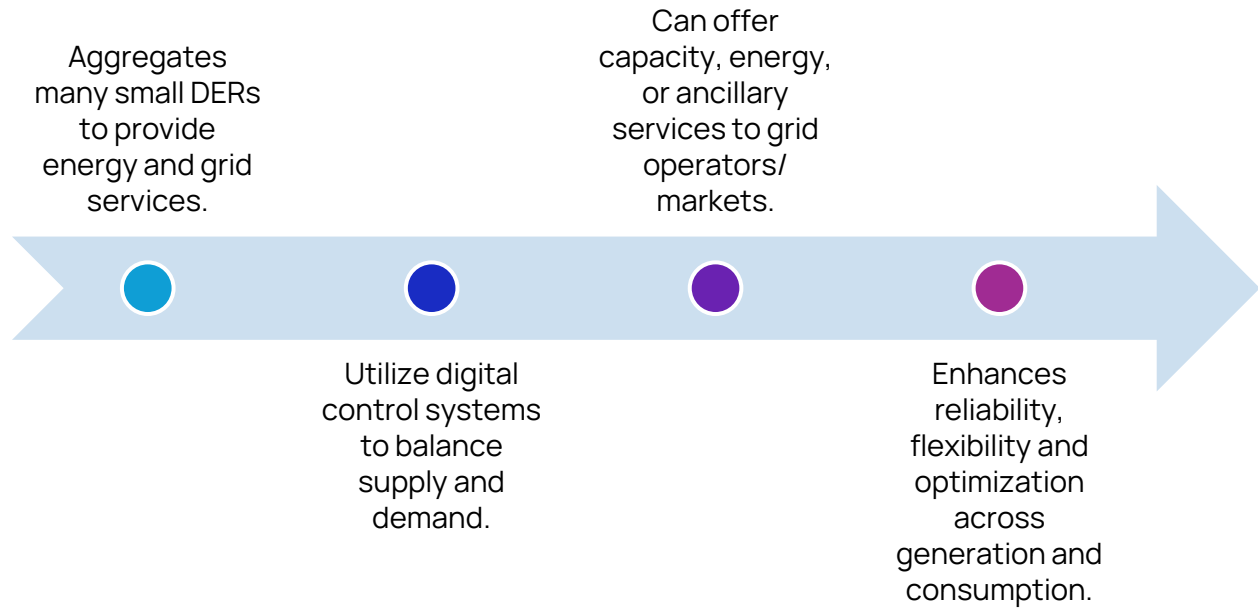 Aggregates
many small DERs
to provide
energy and grid
services.
Utilize digital
control systems
to balance
supply and
demand.
Can offer
capacity, energy,
or ancillary
services to grid
operators/
markets.
Enhances
reliability,
flexibility and
optimization
across
generation and
consumption.